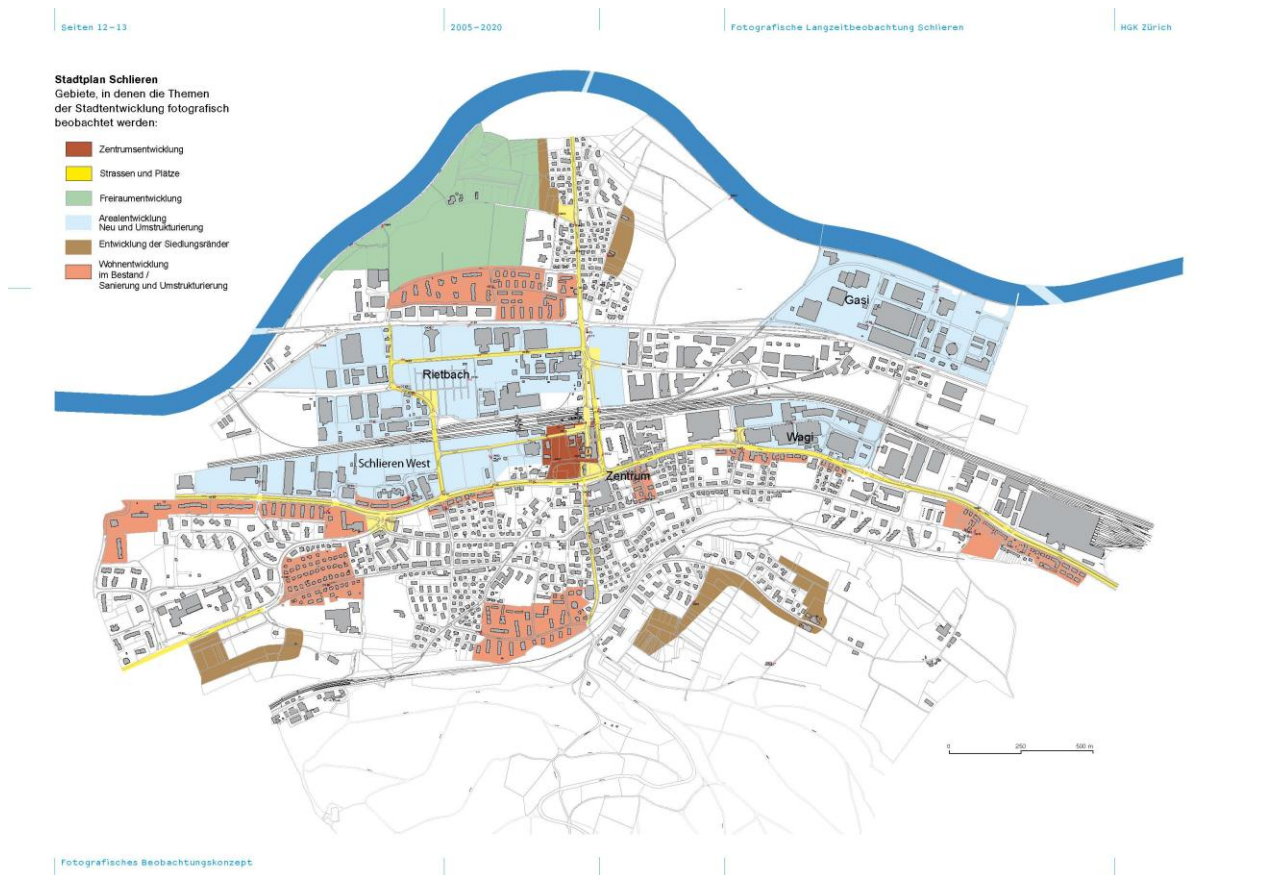 Seiten 12–13
2005–2020
Fotografische Langzeitbeobachtung Schlieren
HGK Zürich
Stadtplan Schlieren
Gebiete, in denen die Themen
der Stadtentwicklung fotografisch
beobachtet werden:
Zentrumsentwicklung
Strassen und Plätze
Freiraumentwicklung
Arealentwicklung
Neu und Umstrukturierung
Entwicklung der Siedlungsränder
Wohnentwicklung
im Bestand /
Sanierung und Umstrukturierung
Gasi
Rietbach
Wagi
Schlieren West
Zentrum
0 250 500 m
Fotografisches Beobachtungskonzept